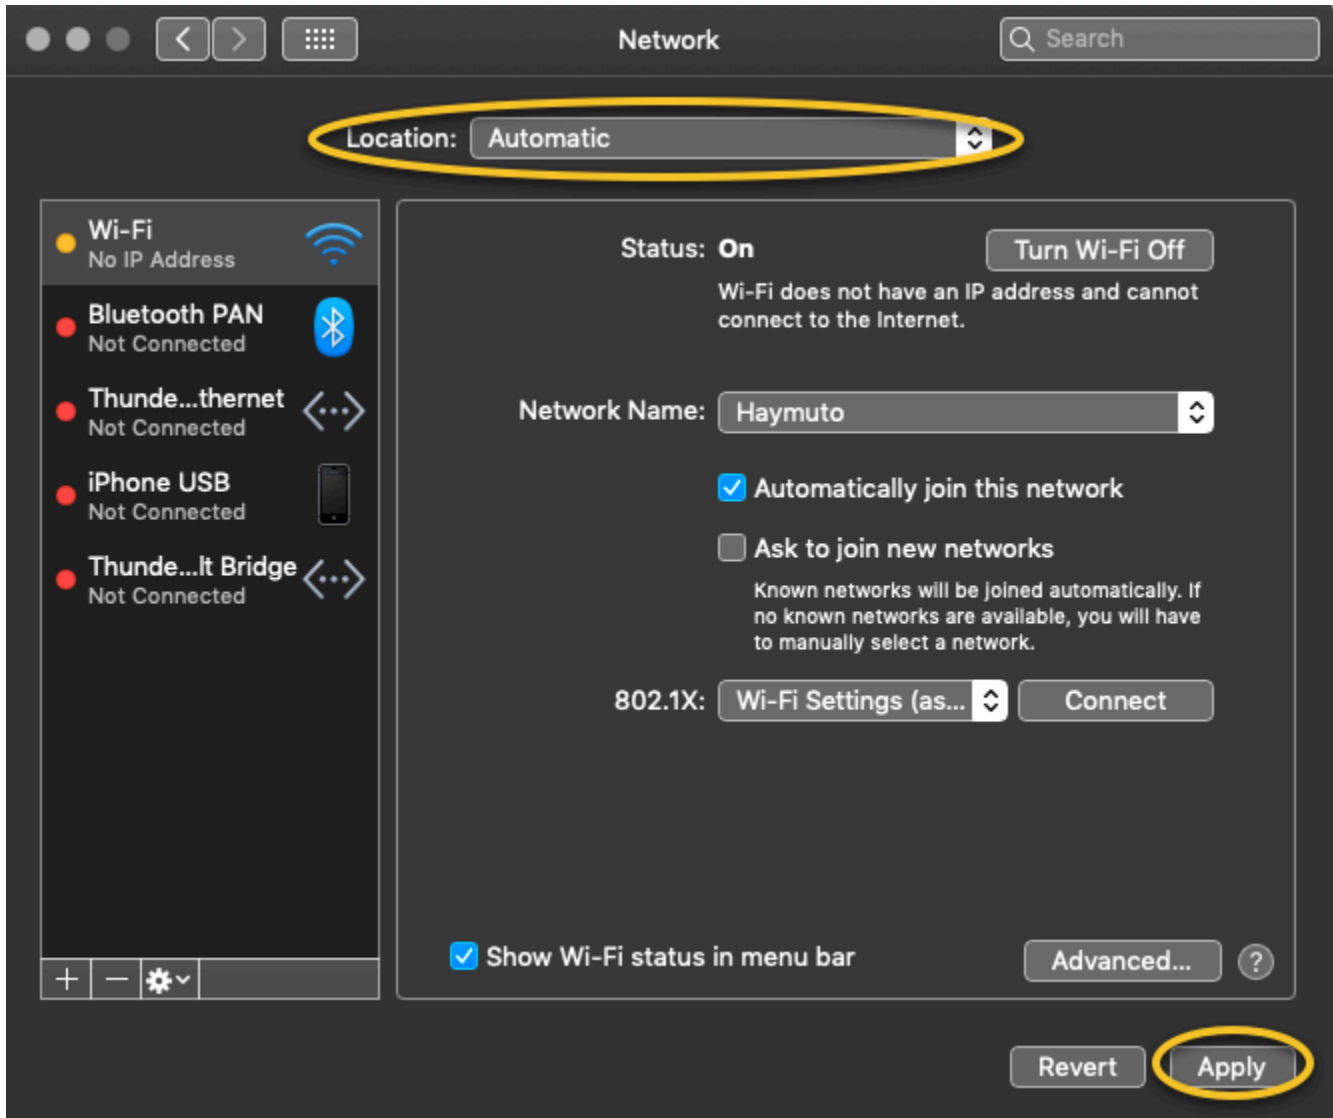 Network
Search
Location: Automatic
Wi-Fi
No IP Address
Bluetooth PAN
Not Connected
Thunde...thernet
Not Connected
iPhone USB
Not Connected
Thunde...lt Bridge
Not Connected
Status: On
Turn Wi-Fi Off
Wi-Fi does not have an IP address and cannot
connect to the Internet.
Network Name: Haymuto
Automatically join this network
Ask to join new networks
Known networks will be joined automatically. If
no known networks are available, you will have
to manually select a network.
802.1X: Wi-Fi Settings (as... Connect
Show Wi-Fi status in menu bar
Advanced... ?
Revert
Apply